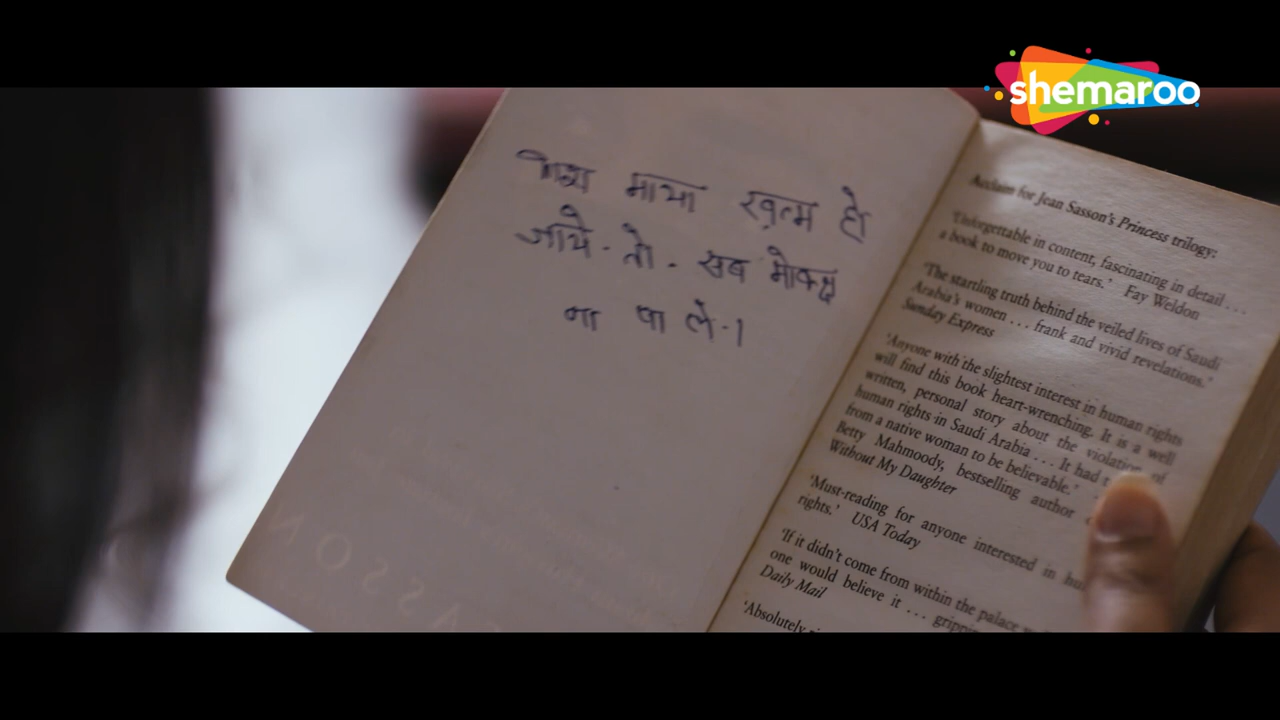 shemaroo
काश माया ख़त्म हो
जाये. तो. सब मोक्ष
ना पा ले.।
Acclaim for Jean Sasson's Princess trilogy:
'Unforgettable in content, fascinating in detail . . .
a book to move you to tears.' Fay Weldon
'The startling truth behind the veiled lives of Saudi
Arabia's women . . . frank and vivid revelations.'
Sunday Express
'Anyone with the slightest interest in human rights
will find this book heart-wrenching. It is a well
written, personal story about the violation of
human rights in Saudi Arabia . . . It had
from a native woman to be believable.'
Betty Mahmoody, bestselling author
Without My Daughter
'Must-reading for anyone interested in
rights.' USA Today
'If it didn't come from within the palace
one would believe it . . .
Daily Mail
'Absolutely